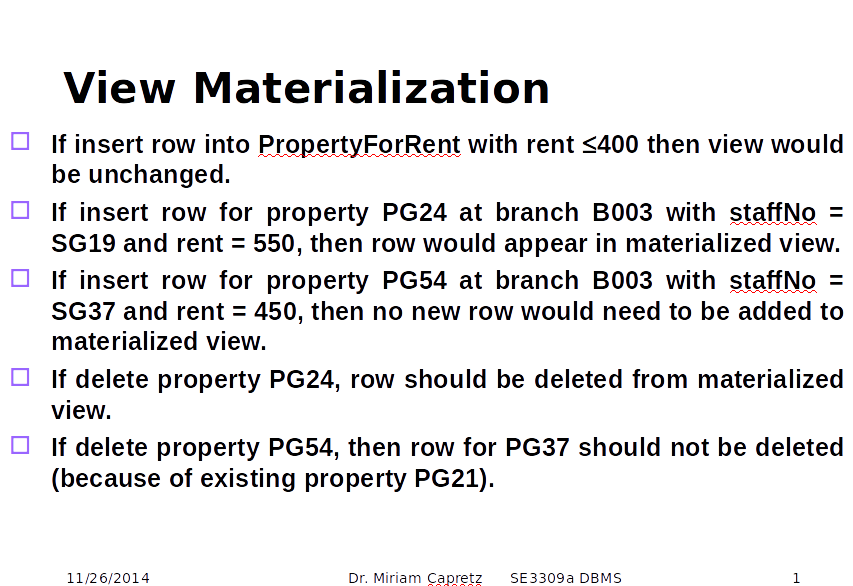 View Materialization
If insert row into PropertyForRent with rent ≤400 then view would
be unchanged.
If insert row for property PG24 at branch B003 with staffNo =
SG19 and rent = 550, then row would appear in materialized view.
If insert row for property PG54 at branch B003 with staffNo =
SG37 and rent = 450, then no new row would need to be added to
materialized view.
If delete property PG24, row should be deleted from materialized
view.
If delete property PG54, then row for PG37 should not be deleted
(because of existing property PG21).
11/26/2014 Dr. Miriam Capretz SE3309a DBMS 1